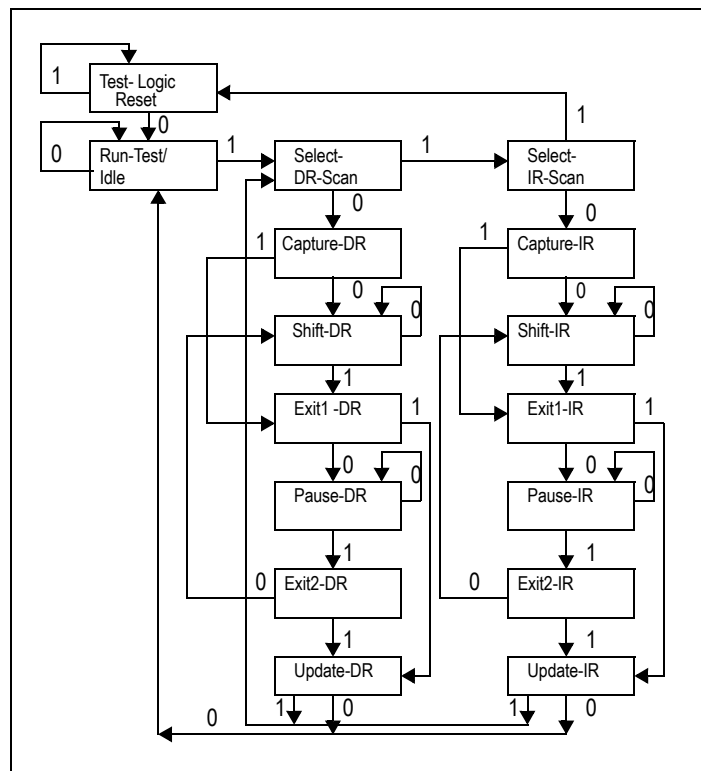 1
Test- Logic
Reset
0
1
0
Run-Test/
Idle
1
Select-
DR-Scan
1
Select-
IR-Scan
0
0
1
Capture-DR
1
Capture-IR
0
0
0
0
Shift-DR
Shift-IR
1
1
Exit1 -DR
1
Exit1-IR
1
0
0
0
0
Pause-DR
Pause-IR
1
1
0
Exit2-DR
0
Exit2-IR
1
1
Update-DR
Update-IR
0
1
0
1
0